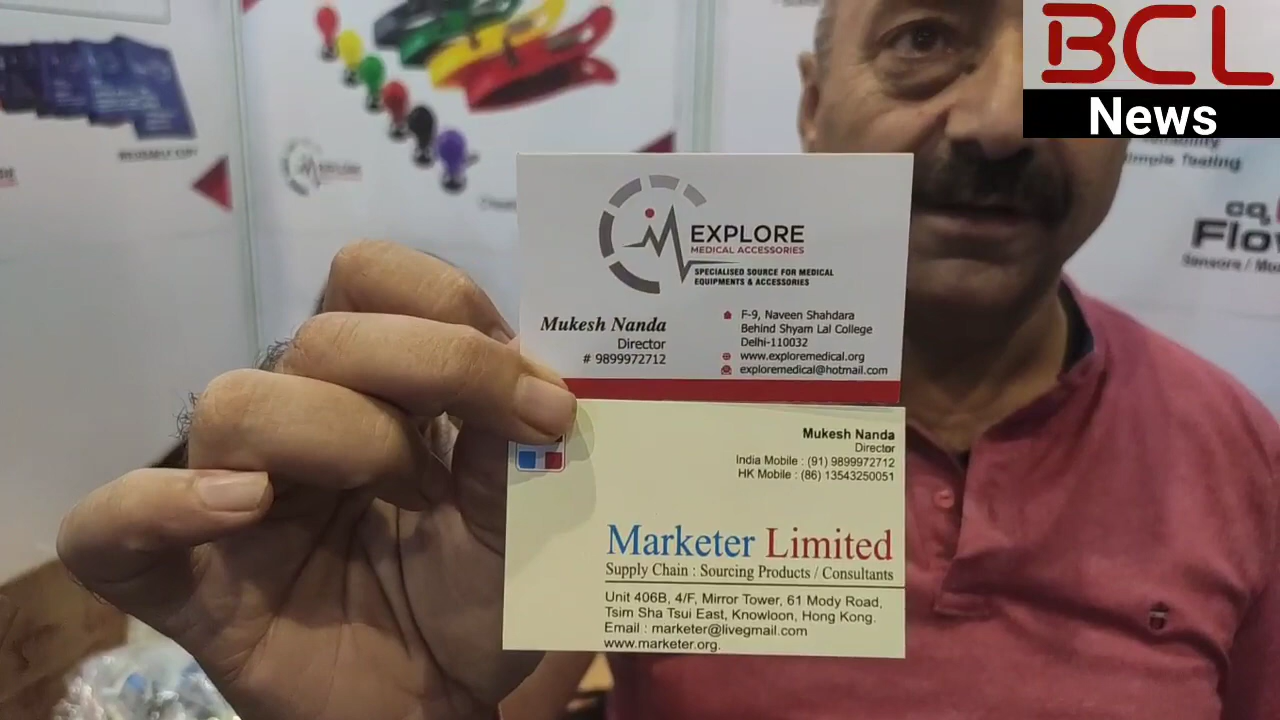 BCL
News
EXPLORE
EXPLORE
MEDICAL ACCESSORIES
SPECIALISED SOURCE FOR MEDICAL
EQUIPMENTS & ACCESSORIES
Mukesh Nanda
Director
# 9899972712
F-9, Naveen Shahdara
Behind Shyam Lal College
Delhi-110032
www.exploremedical.org
exploremedical@hotmail.com
Mukesh Nanda
Director
India Mobile : (91) 9899972712
HK Mobile : (86) 13543250051
Marketer Limited
Supply Chain : Sourcing Products / Consultants
Unit 406B, 4/F, Mirror Tower, 61 Mody Road,
Tsim Sha Tsui East, Knowloon, Hong Kong.
Email : marketer@livegmail.com
www.marketer.org.
Simple Testing
Flo
Sensors /